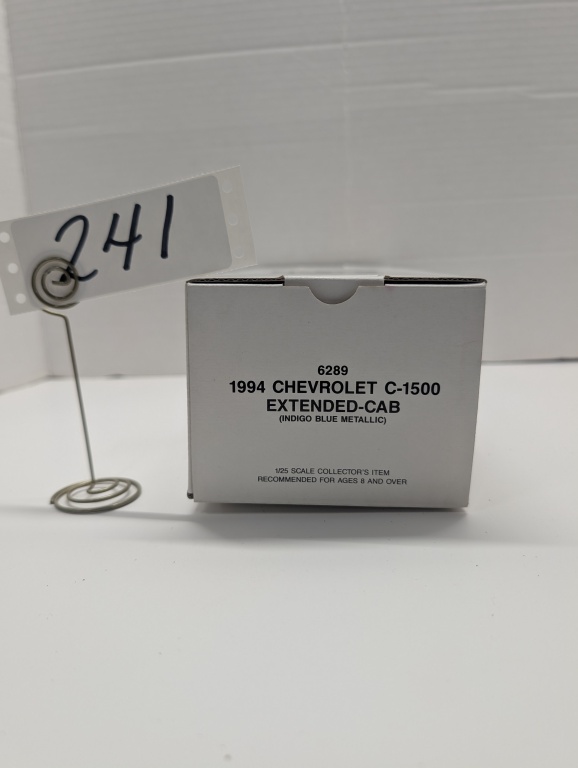 241
6289
1994 CHEVROLET C-1500
EXTENDED-CAB
(INDIGO BLUE METALLIC)
1/25 SCALE COLLECTOR'S ITEM
RECOMMENDED FOR AGES 8 AND OVER